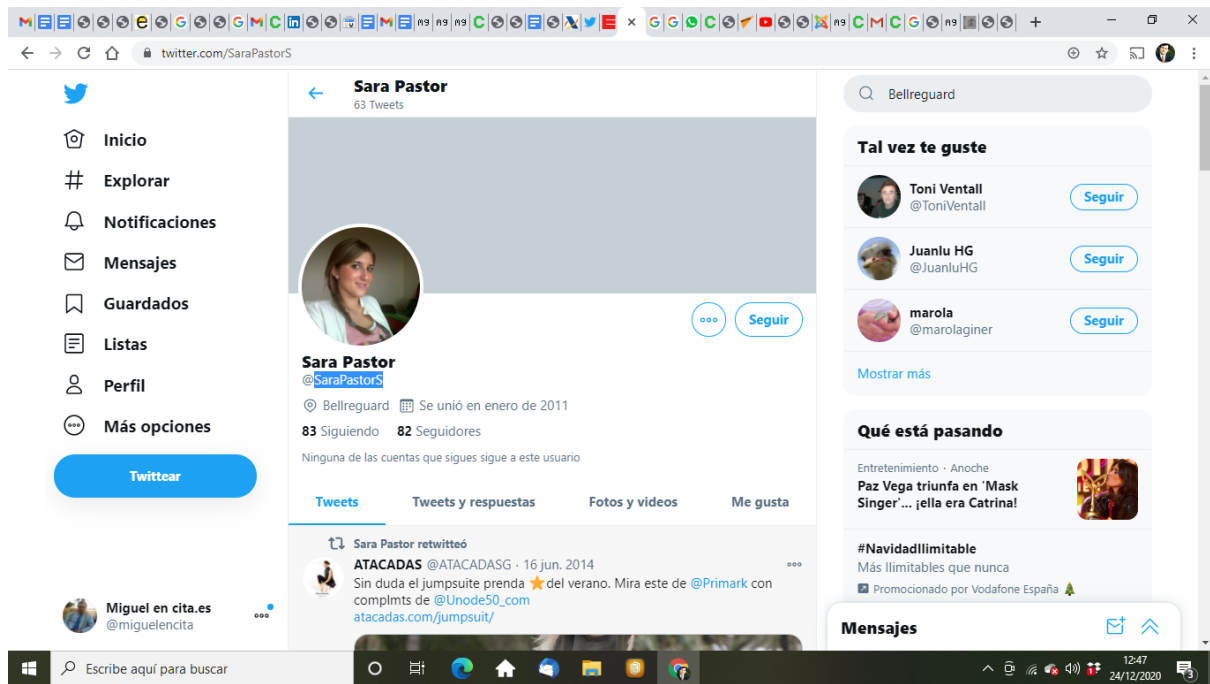 twitter.com/SaraPastorS
Sara Pastor
63 Tweets
Inicio
Explorar
Notificaciones
Mensajes
Guardados
Listas
Perfil
Más opciones
Twittear
Miguel en cita.es
@miguelencita
Seguir
Sara Pastor
@SaraPastorS
Bellreguard Se unió en enero de 2011
83 Siguiendo 82 Seguidores
Ninguna de las cuentas que sigues sigue a este usuario
Tweets Tweets y respuestas Fotos y videos Me gusta
Sara Pastor retwitteó
ATACADAS @ATACADASG · 16 jun. 2014
Sin duda el jumpsuite prenda ⭐del verano. Mira este de @Primark con
complmts de @Unode50_com
atacadas.com/jumpsuit/
Bellreguard
Tal vez te guste
Toni Ventall
@ToniVentall
Seguir
Juanlu HG
@JuanluHG
Seguir
marola
@marolaginer
Seguir
Mostrar más
Qué está pasando
Entretenimiento · Anoche
Paz Vega triunfa en 'Mask
Singer'... ¡ella era Catrina!
#NavidadIlimitable
Más Ilimitables que nunca
Promocionado por Vodafone España 🎄
Mensajes
Escribe aquí para buscar
12:47
24/12/2020
3